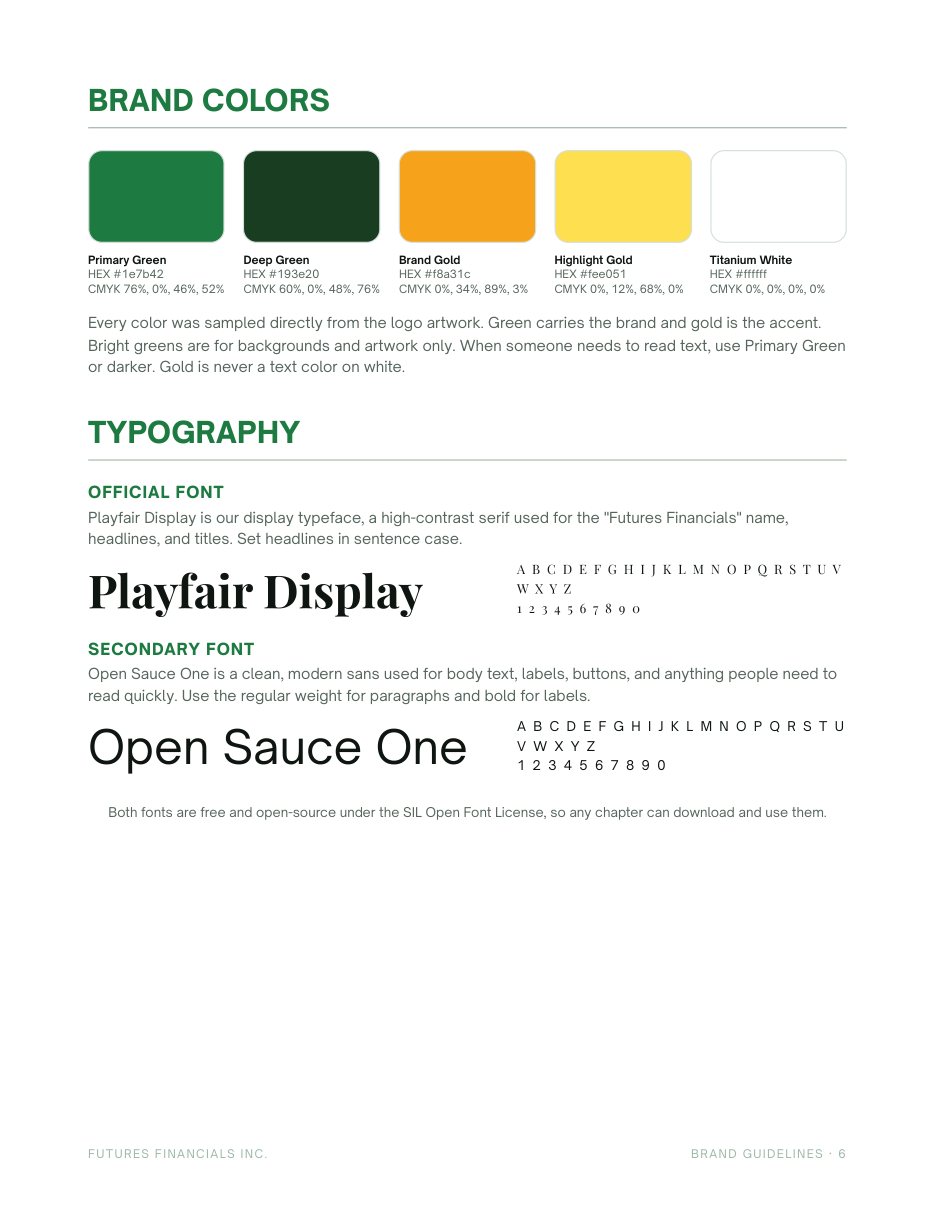 BRAND COLORS
Primary Green
HEX #1e7b42
CMYK 76%, 0%, 46%, 52%
Deep Green
HEX #193e20
CMYK 60%, 0%, 48%, 76%
Brand Gold
HEX #f8a31c
CMYK 0%, 34%, 89%, 3%
Highlight Gold
HEX #fee051
CMYK 0%, 12%, 68%, 0%
Titanium White
HEX #ffffff
CMYK 0%, 0%, 0%, 0%
Every color was sampled directly from the logo artwork. Green carries the brand and gold is the accent.
Bright greens are for backgrounds and artwork only. When someone needs to read text, use Primary Green
or darker. Gold is never a text color on white.
TYPOGRAPHY
OFFICIAL FONT
Playfair Display is our display typeface, a high-contrast serif used for the "Futures Financials" name,
headlines, and titles. Set headlines in sentence case.
Playfair Display
A B C D E F G H I J K L M N O P Q R S T U V
W X Y Z
1 2 3 4 5 6 7 8 9 0
SECONDARY FONT
Open Sauce One is a clean, modern sans used for body text, labels, buttons, and anything people need to
read quickly. Use the regular weight for paragraphs and bold for labels.
Open Sauce One
A B C D E F G H I J K L M N O P Q R S T U
V W X Y Z
1 2 3 4 5 6 7 8 9 0
Both fonts are free and open-source under the SIL Open Font License, so any chapter can download and use them.
FUTURES FINANCIALS INC.
BRAND GUIDELINES · 6